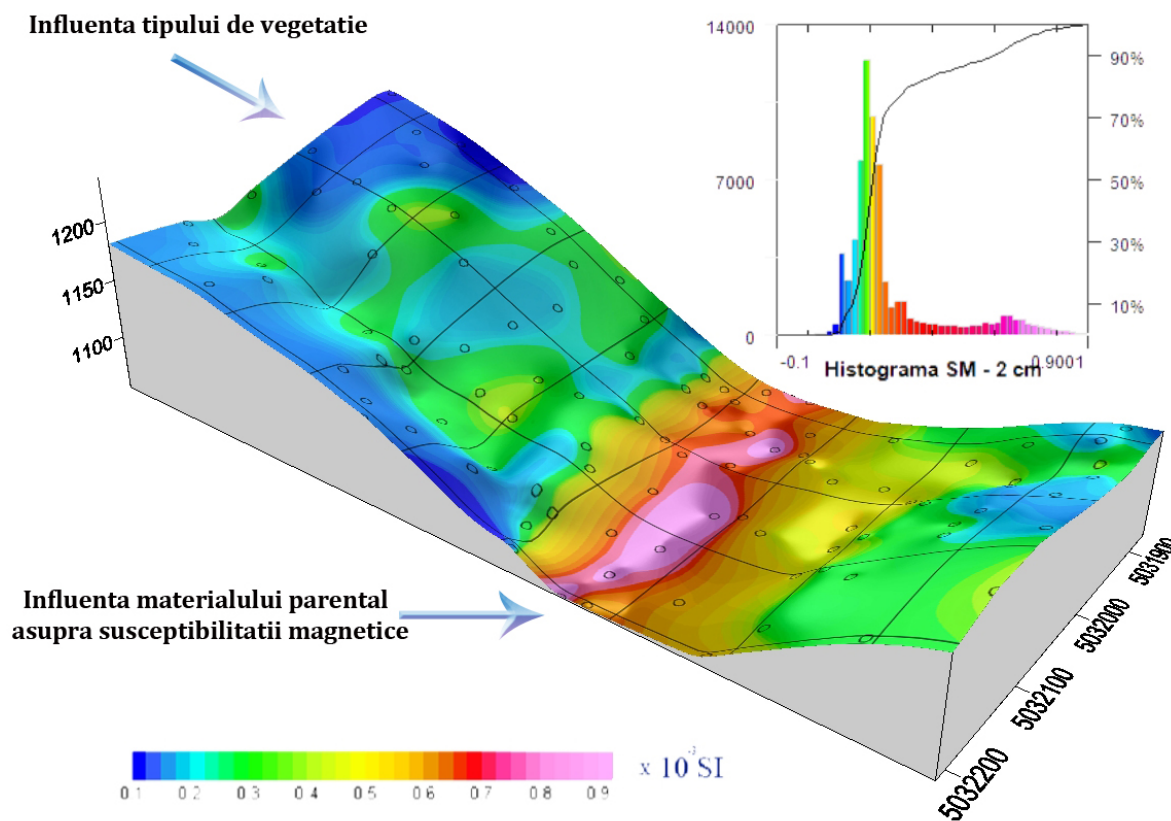 Influenta tipului de vegetatie
14000
7000
0
90%
70%
50%
30%
10%
-0.1
0.9001
Histograma SM - 2 cm
1200
1150
1100
Influenta materialului parental
asupra susceptibilitatii magnetice
5031900
5032000
5032100
5032200
0.1 0.2 0.3 0.4 0.5 0.6 0.7 0.8 0.9
x 10 SI